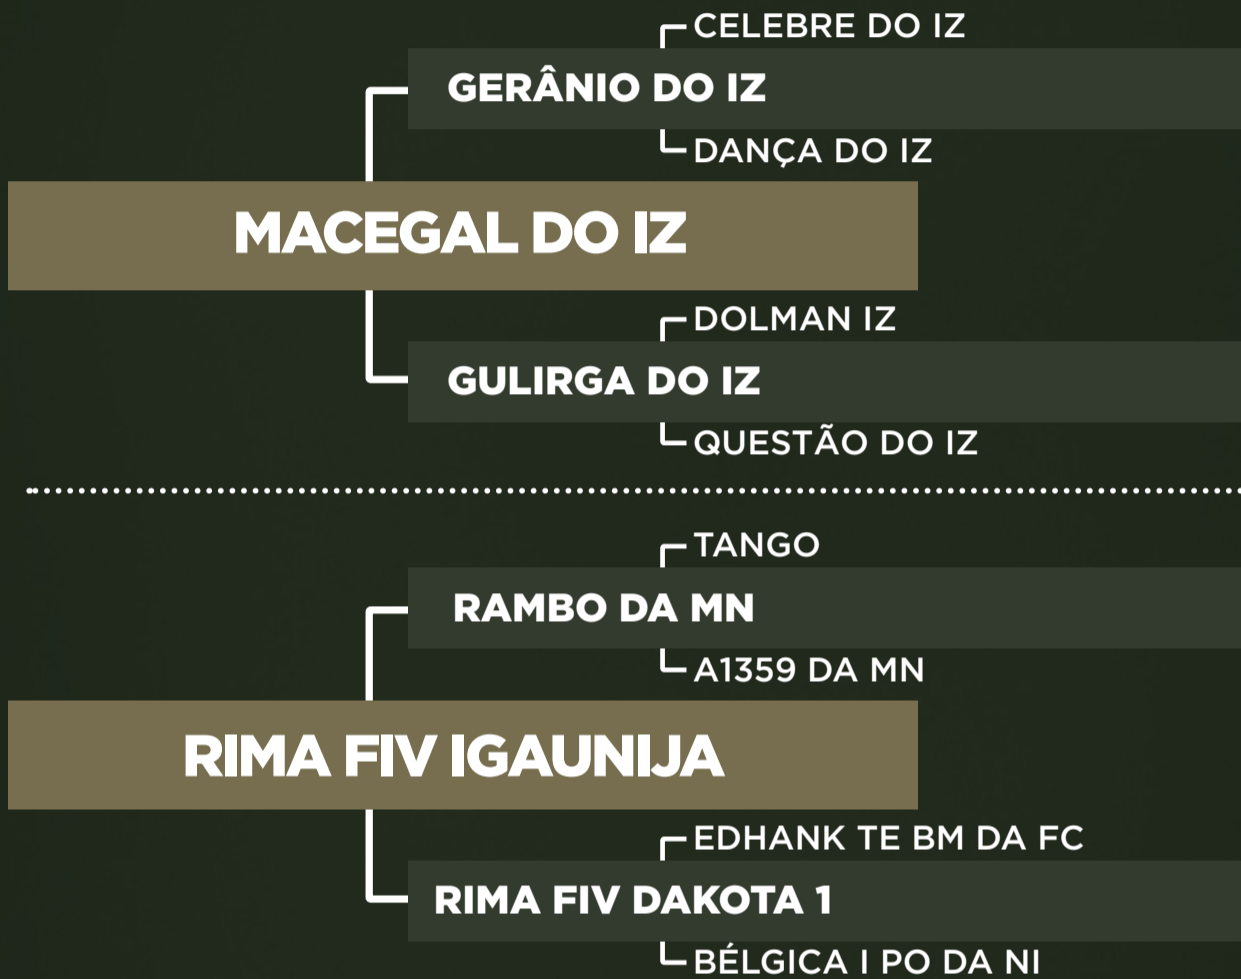 CELEBRE DO IZ
GERÂNIO DO IZ
DANÇA DO IZ
MACEGAL DO IZ
DOLMAN IZ
GULIRGA DO IZ
QUESTÃO DO IZ
TANGO
RAMBO DA MN
A1359 DA MN
RIMA FIV IGAUNIJA
EDHANK TE BM DA FC
RIMA FIV DAKOTA 1
BÉLGICA I PO DA NI